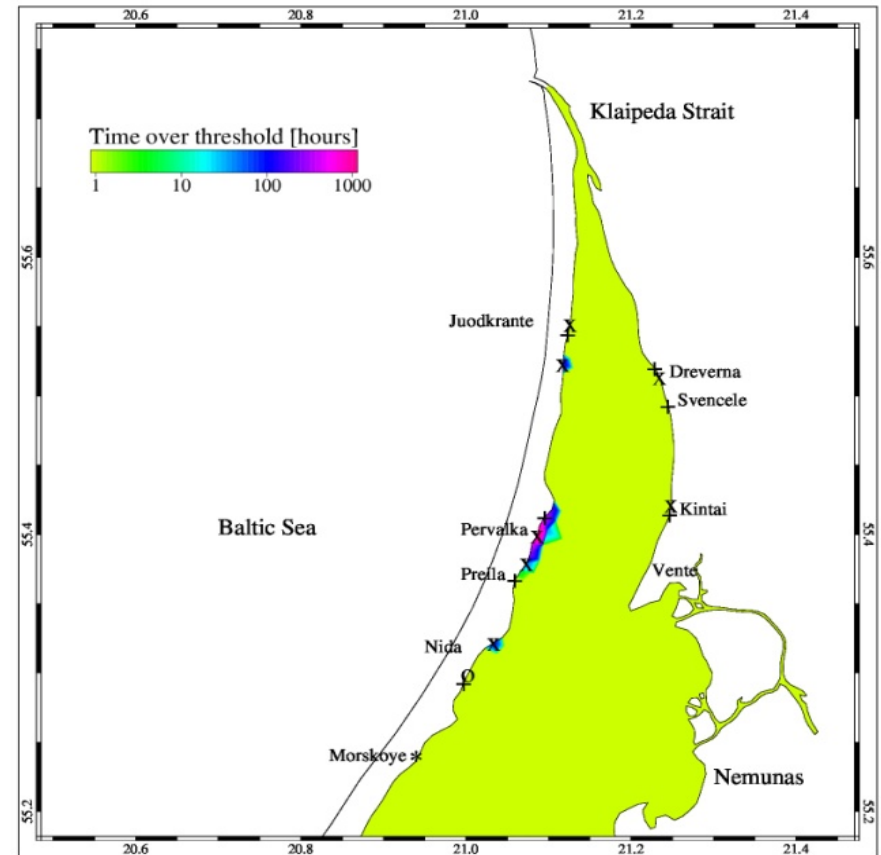 20.6 20.8 21.0 21.2 21.4
Klaipeda Strait
Time over threshold [hours]
1 10 100 1000
55.6 55.6
Juodkrante
Dreverna
Svencele
Kintai
Baltic Sea
Pervalka
55.4 55.4
Preila
Vente
Nida
Morskoye
Nemunas
55.2 55.2
20.6 20.8 21.0 21.2 21.4